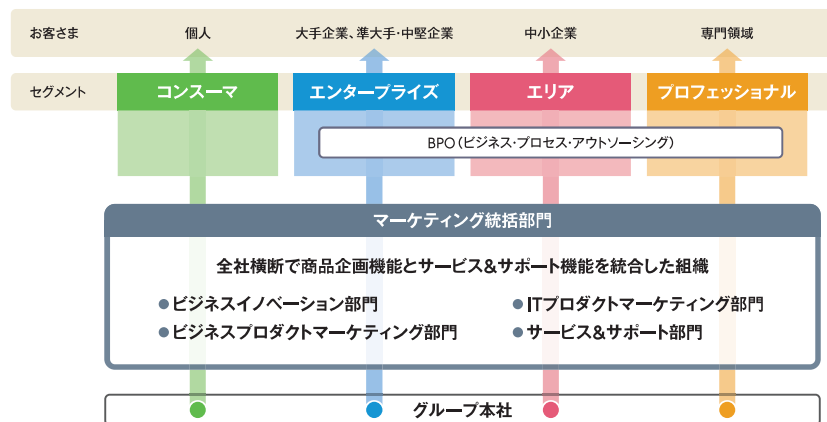 お客さま 個人 大手企業、準大手・中堅企業 中小企業 専門領域
セグメント コンスーマ エンタープライズ エリア プロフェッショナル
BPO(ビジネス・プロセス・アウトソーシング)
マーケティング統括部門
全社横断で商品企画機能とサービス&サポート機能を統合した組織
●ビジネスイノベーション部門 ●ITプロダクトマーケティング部門
●ビジネスプロダクトマーケティング部門 ●サービス&サポート部門
グループ本社